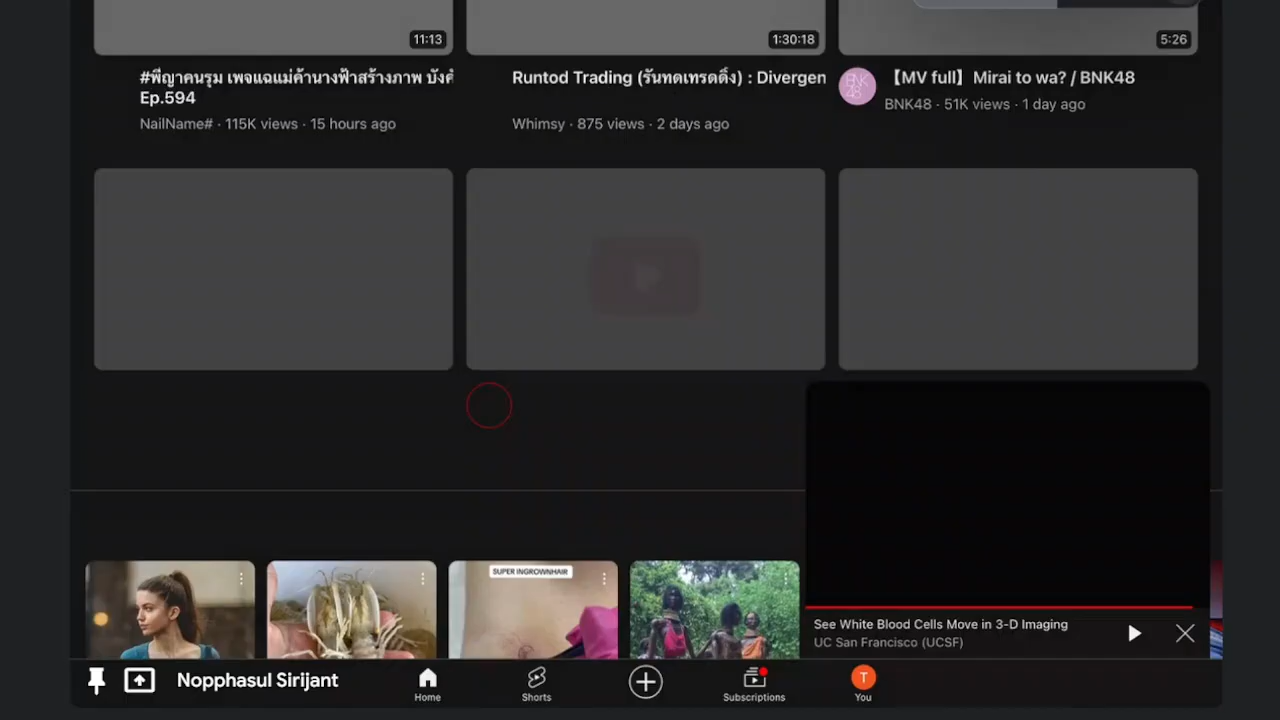 11:13
1:30:18
5:26
#พี่ญาคนรุม เพจแฉแม่ค้านางฟ้าสร้างภาพ บังคั
Ep.594
NailName# · 115K views · 15 hours ago
Runtod Trading (รันทดเทรดดิ้ง) : Divergen
Whimsy · 875 views · 2 days ago
BNK
48
【MV full】Mirai to wa? / BNK48
BNK48 · 51K views · 1 day ago
SUPER INGROWNHAIR
See White Blood Cells Move in 3-D Imaging
UC San Francisco (UCSF)
Nopphasul Sirijant
Home
Shorts
Subscriptions
T
You